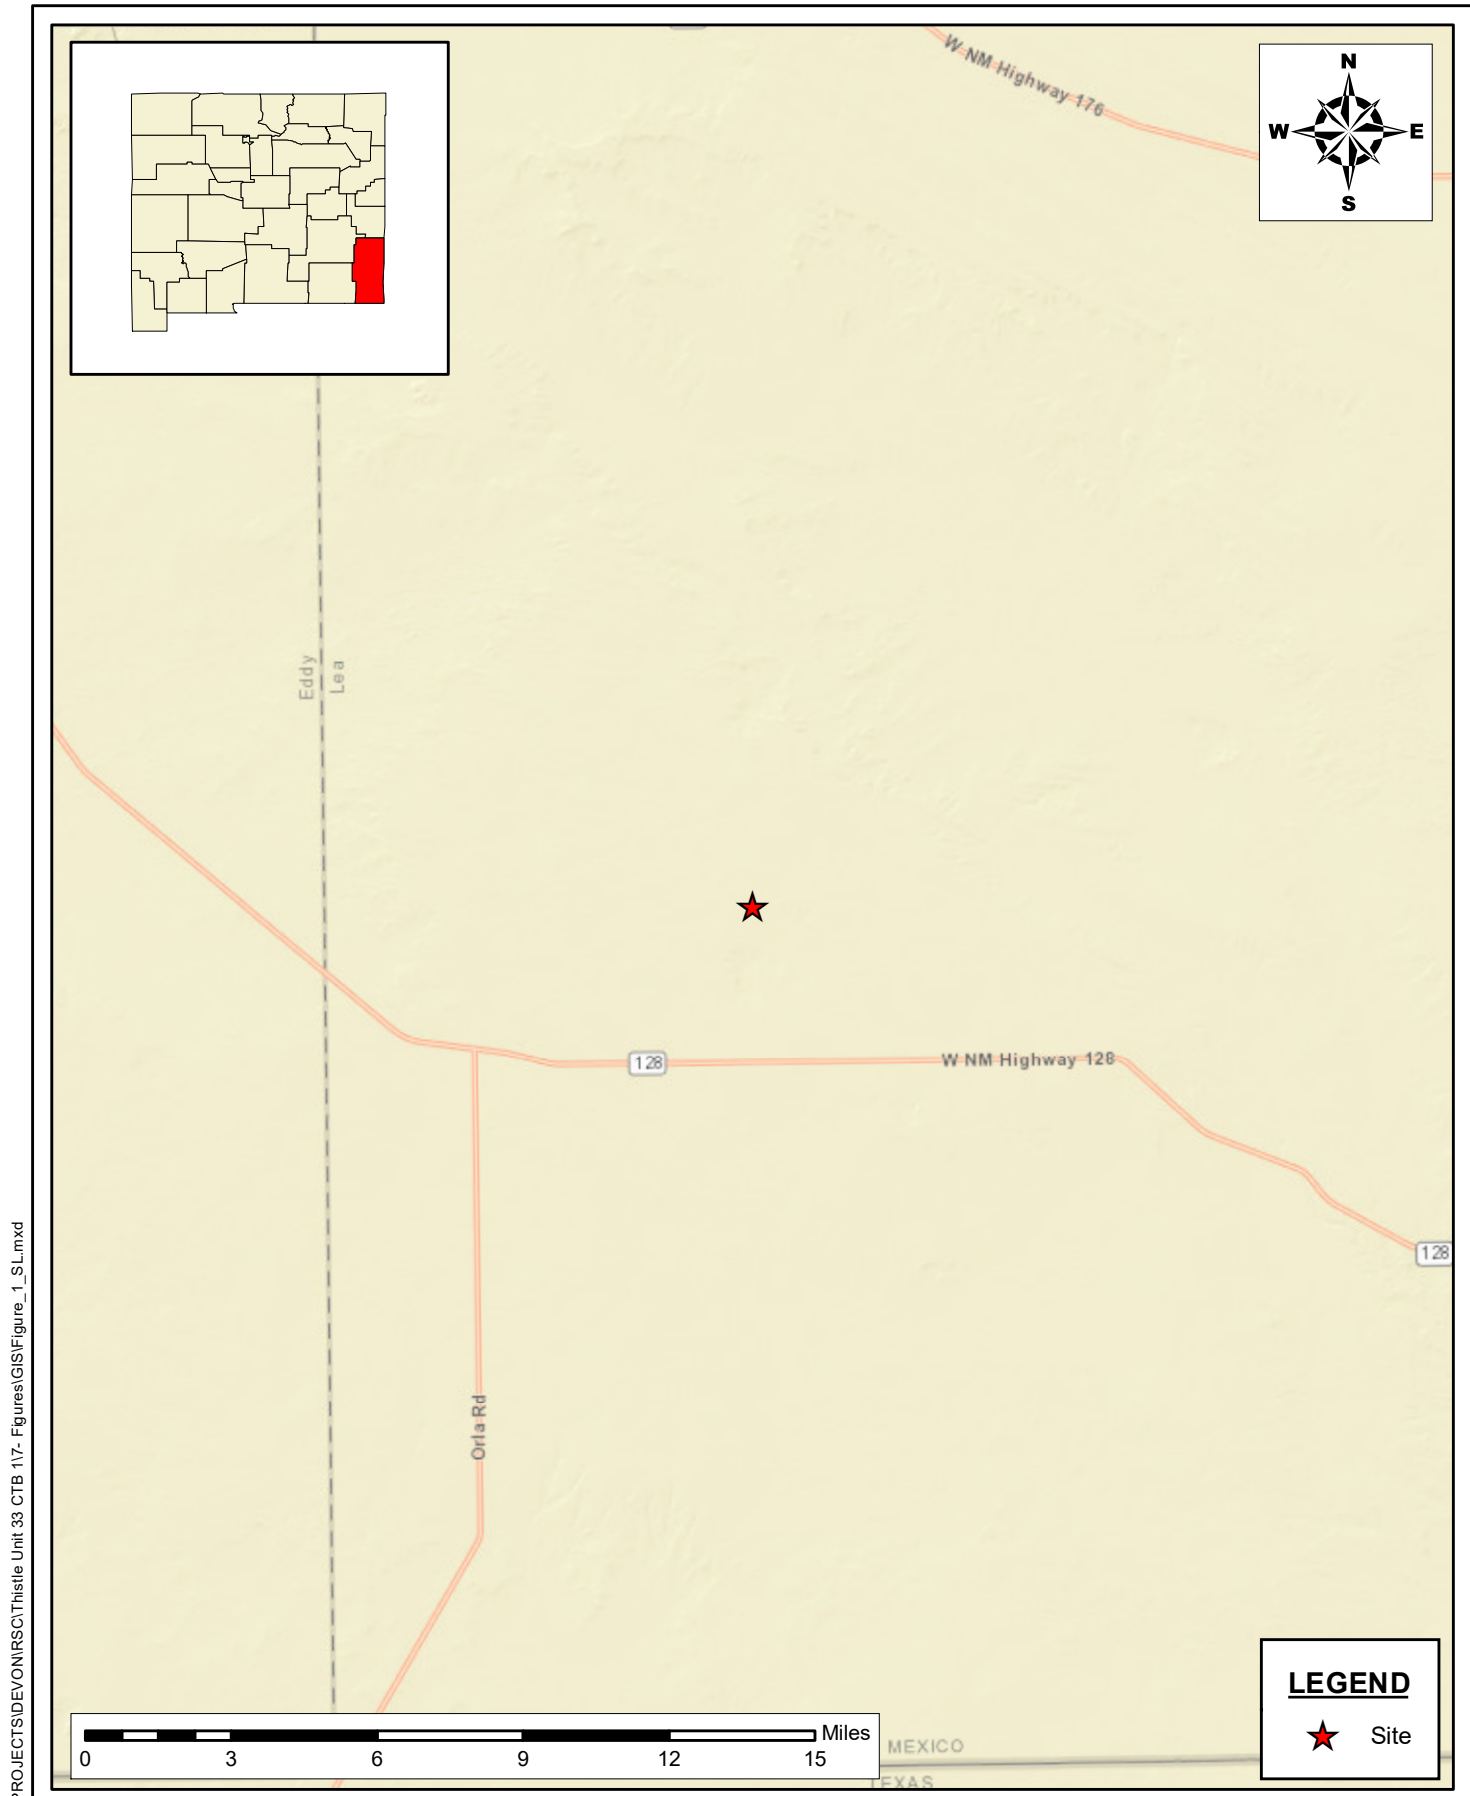 W NM Highway 176
N
W
E
S
Eddy
Lea
128
W NM Highway 128
128
Orla Rd
LEGEND
Site
Miles
0
3
6
9
12
15
MEXICO
EXAS
PROJECTS\DEVON\RSC\Thistle Unit 33 CTB 1\7- Figures\GIS\Figure_1_SL.mxd